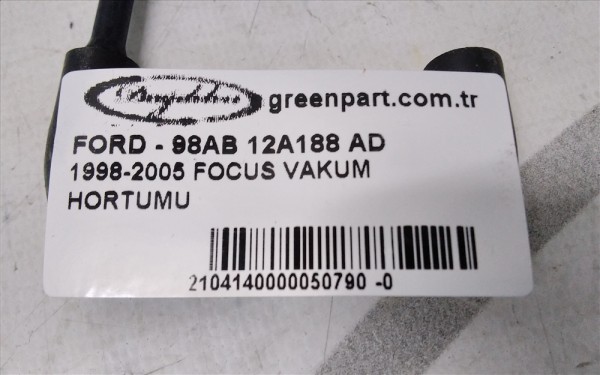 greenpart.com.tr
FORD - 98AB 12A188 AD
1998-2005 FOCUS VAKUM
HORTUMU
2104140000050790 -0